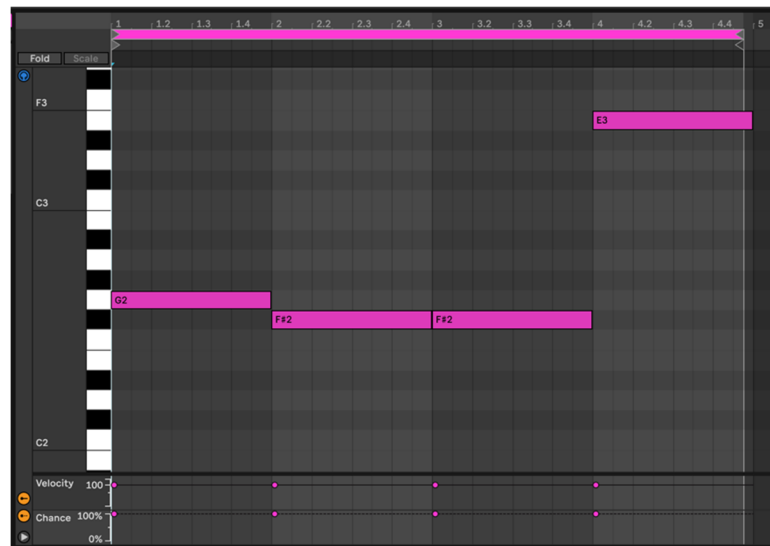 1 1.2 1.3 1.4 2 2.2 2.3 2.4 3 3.2 3.3 3.4 4 4.2 4.3 4.4 5
Fold Scale
F3
E3
C3
G2
F#2 F#2
C2
Velocity 100
Chance 100%
0%